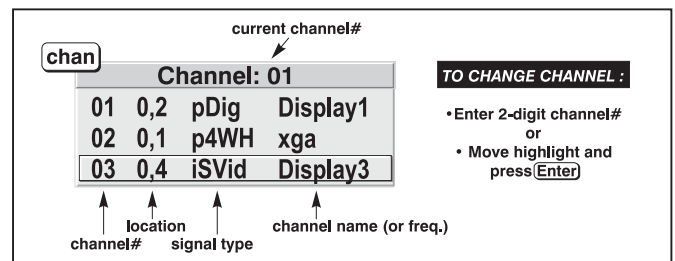 current channel#
chan
Channel: 01
01 0,2 pDig Display1
02 0,1 p4WH xga
03 0,4 iSVid Display3
channel#
location
signal type
channel name (or freq.)
TO CHANGE CHANNEL :
•Enter 2-digit channel#
or
• Move highlight and
press Enter